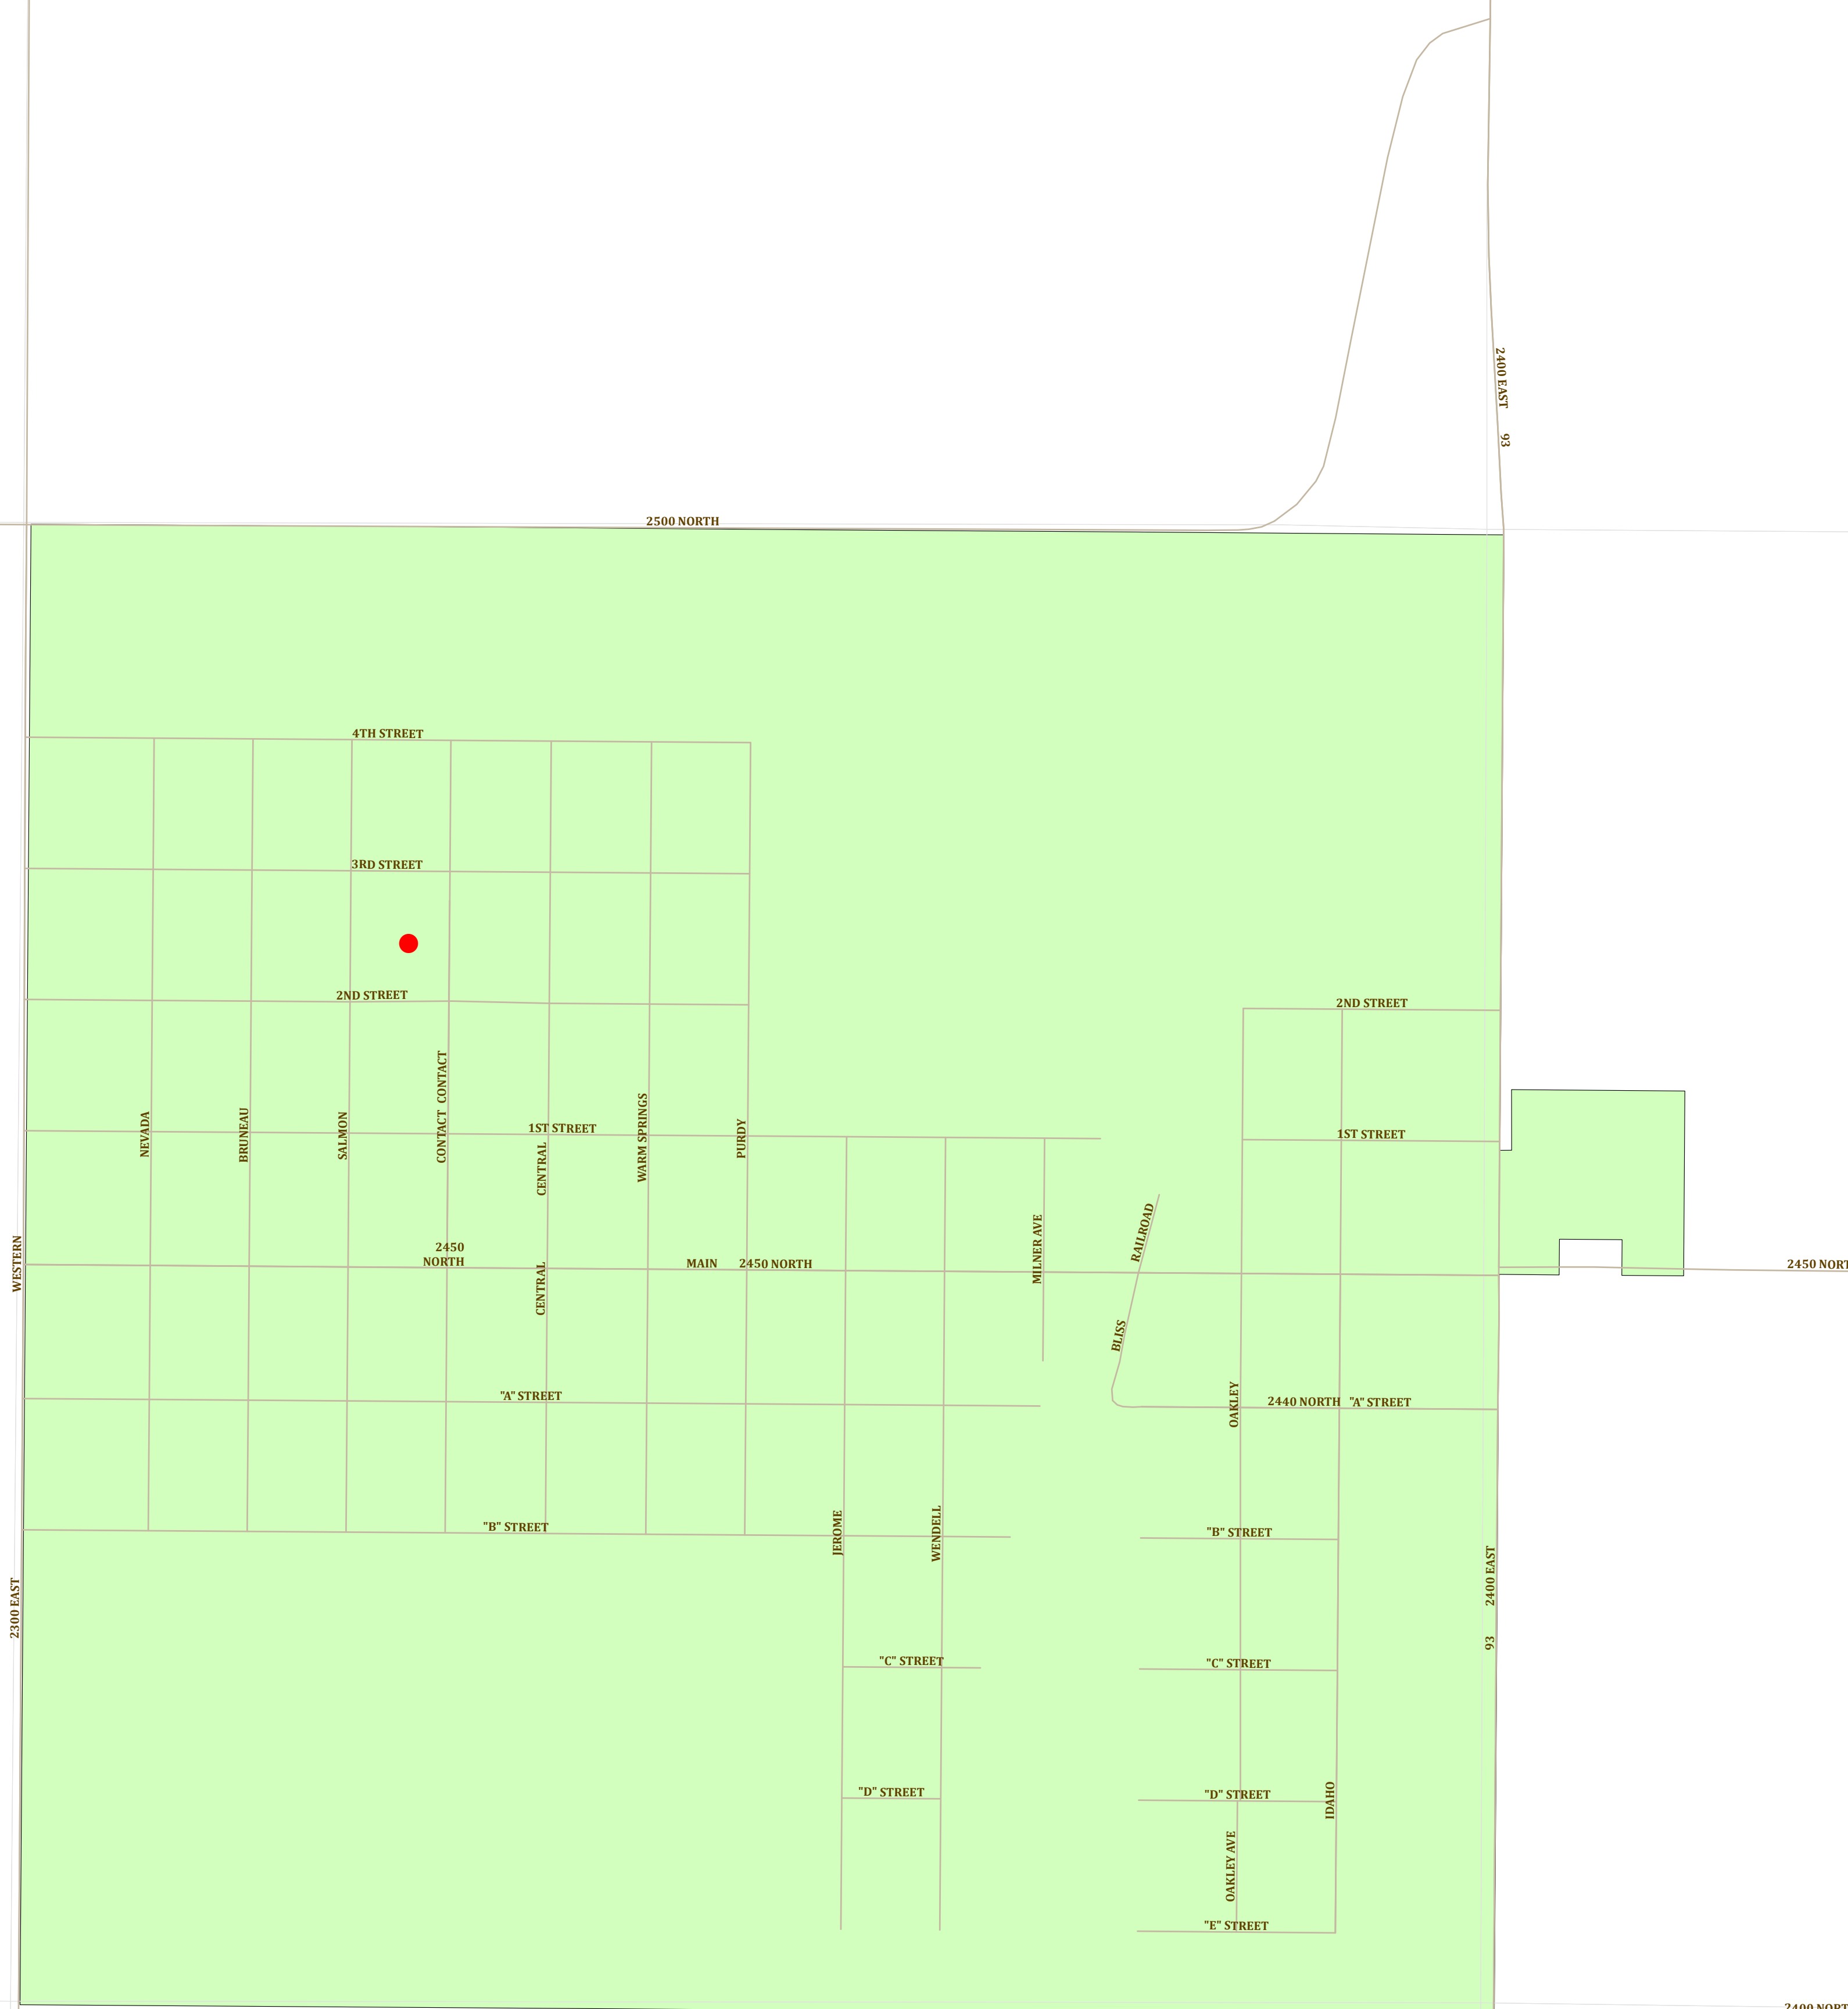 2400 EAST
93
2500 NORTH
4TH STREET
3RD STREET
2ND STREET
2ND STREET
CONTACT CONTACT
NEVADA
BRUNEAU
SALMON
1ST STREET
CENTRAL
WARM SPRINGS
PURDY
1ST STREET
WESTERN
2450
NORTH
CENTRAL
MAIN 2450 NORTH
MILNER AVE
RAILROAD
2450 NORT
BLISS
"A" STREET
OAKLEY
2440 NORTH "A" STREET
"B" STREET
JEROME
WENDELL
"B" STREET
2300 EAST
2400 EAST
93
"C" STREET
"C" STREET
"D" STREET
"D" STREET
IDAHO
OAKLEY AVE
"E" STREET
2400 NORT